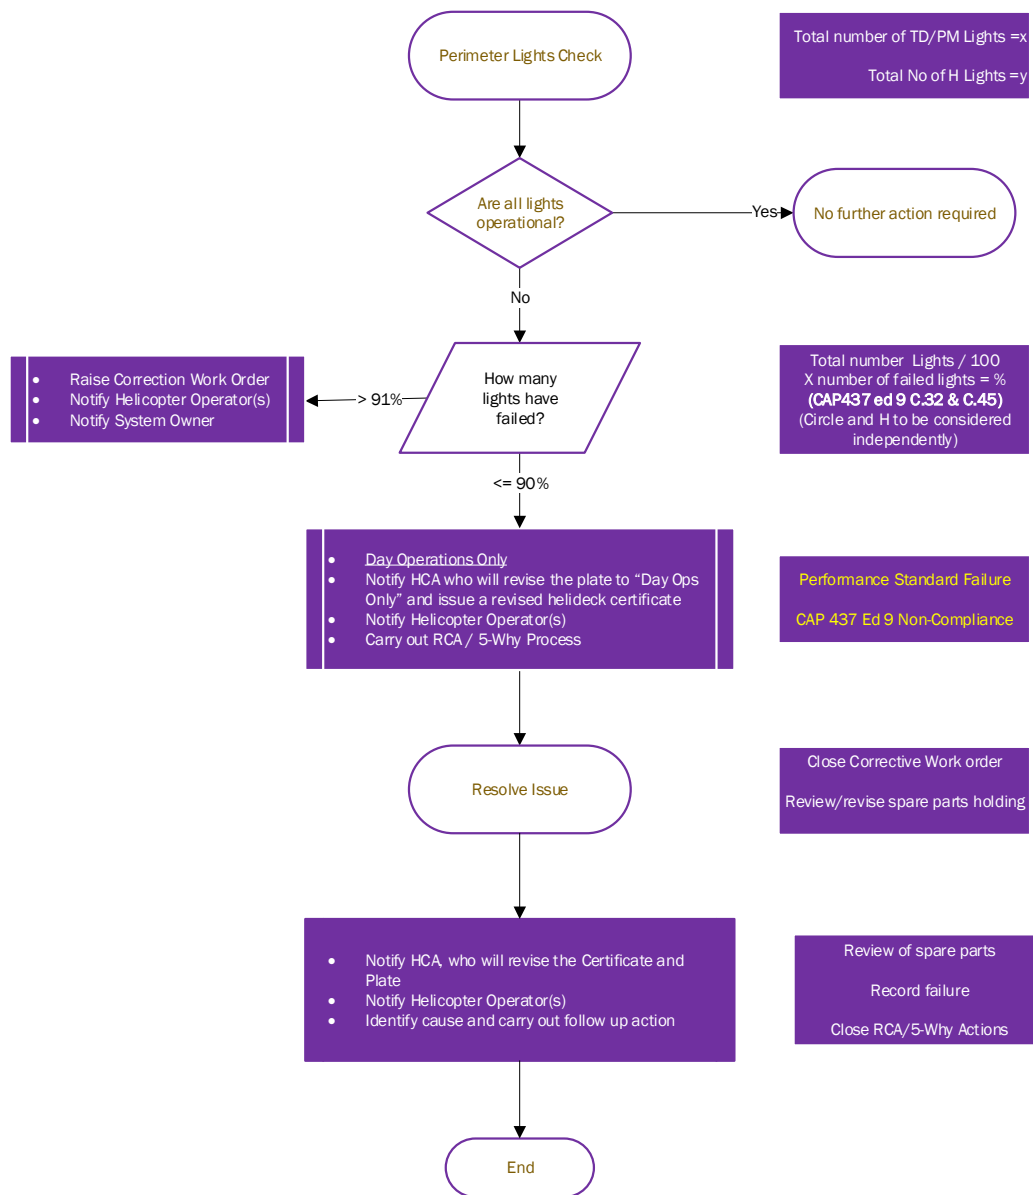 Perimeter Lights Check
Total number of TD/PM Lights =x
Total No of H Lights =y
Are all lights
operational?
Yes
No further action required
No
How many
lights have
failed?
> 91%
• Raise Correction Work Order
• Notify Helicopter Operator(s)
• Notify System Owner
Total number Lights / 100
X number of failed lights = %
(CAP437 ed 9 C.32 & C.45)
(Circle and H to be considered
independently)
<= 90%
• Day Operations Only
• Notify HCA who will revise the plate to “Day Ops
Only” and issue a revised helideck certificate
• Notify Helicopter Operator(s)
• Carry out RCA / 5-Why Process
Performance Standard Failure
CAP 437 Ed 9 Non-Compliance
Resolve Issue
Close Corrective Work order
Review/revise spare parts holding
• Notify HCA, who will revise the Certificate and
Plate
• Notify Helicopter Operator(s)
• Identify cause and carry out follow up action
Review of spare parts
Record failure
Close RCA/5-Why Actions
End